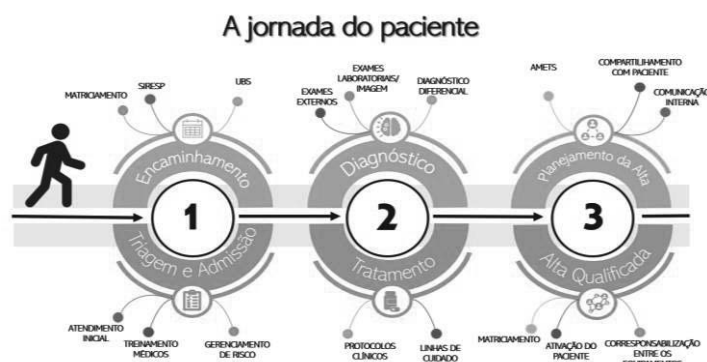 A jornada do paciente
MATRICIAMENTO
SIRESP
UBS
Encaminhamento
1
Triagem e Admissão
ATENDIMENTO
INICIAL
TREINAMENTO
MÉDICOS
GERENCIAMENTO
DE RISCO
EXAMES
EXTERNOS
EXAMES
LABORATORIAIS/
IMAGEM
DIAGNÓSTICO
DIFERENCIAL
Diagnóstico
2
Tratamento
PROTOCOLOS
CLÍNICOS
LINHAS DE
CUIDADO
AMETS
COMPARTILHAMENTO
COM PACIENTE
COMUNICAÇÃO
INTERNA
Planejamento da Alta
3
Alta Qualificada
MATRICIAMENTO
ATIVAÇÃO DO
PACIENTE
CORRESPONSABILIZAÇÃO
ENTRE OS